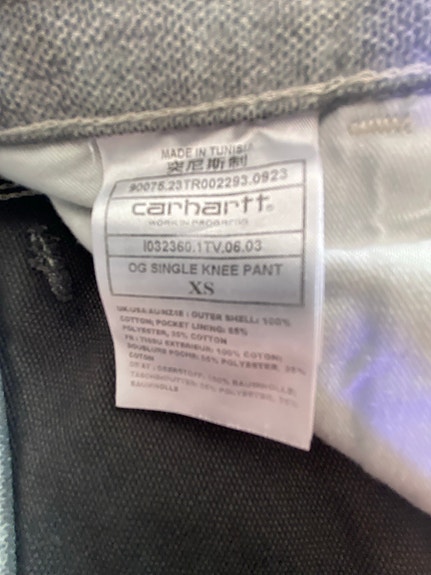 MADE IN TUNISIA
突尼斯制
90075.23TR002293.0923
carhartt®
WORK IN PROGRESS
I032360.1TV.06.03
OG SINGLE KNEE PANT
XS
UK/USA/AU/NZ/IE : OUTER SHELL: 100%
COTTON; POCKET LINING: 65%
POLYESTER, 35% COTTON
FR : TISSU EXTERIEUR: 100% COTON;
DOUBLURE POCHE: 65% POLYESTER, 35%
COTON
DE/AT : OBERSTOFF: 100% BAUMWOLLE;
TASCHENFUTTER: 65% POLYESTER, 35%
BAUMWOLLE